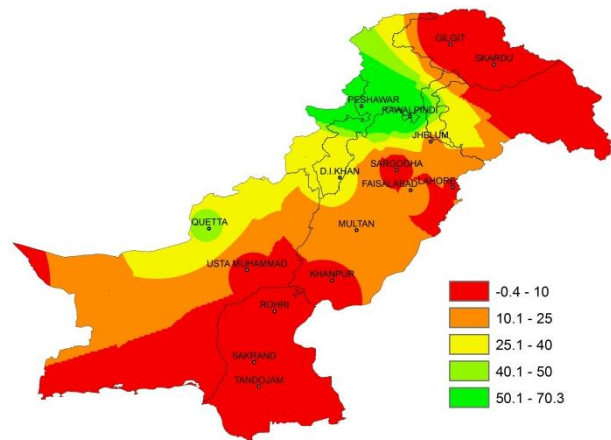 GILGIT
SKARDU
PESHAWAR
RAWALPINDI
JHELUM
SARGODHA
D.I.KHAN
FAISALABAD
LAHORE
QUETTA
MULTAN
USTA MUHAMMAD
KHANPUR
ROHRI
SAKRAND
TANDOJAM
-0.4 - 10
10.1 - 25
25.1 - 40
40.1 - 50
50.1 - 70.3